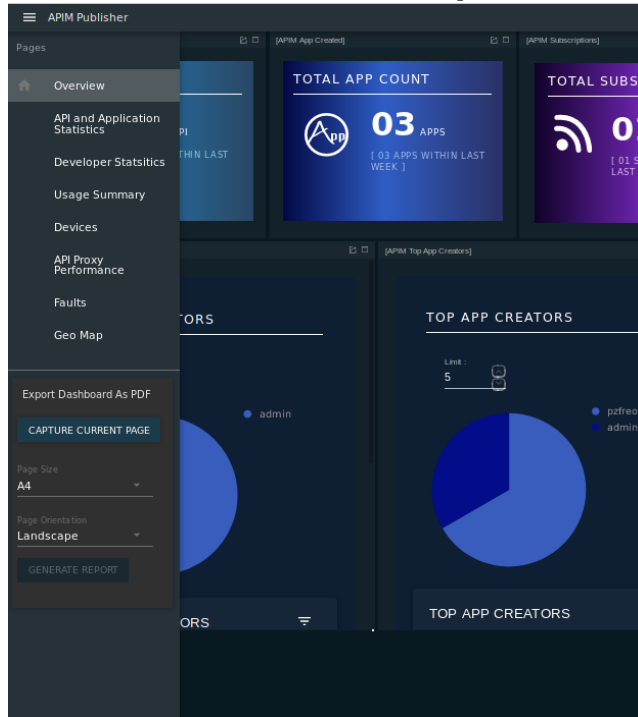 APIM Publisher
Pages
Overview
API and Application
Statistics
Developer Statsitics
Usage Summary
Devices
API Proxy
Performance
Faults
Geo Map
Export Dashboard As PDF
CAPTURE CURRENT PAGE
Page Size
A4
Page Orientation
Landscape
GENERATE REPORT
PI
THIN LAST
[APIM App Created]
TOTAL APP COUNT
App
03 APPS
[ 03 APPS WITHIN LAST
WEEK ]
[APIM Subscriptions]
TOTAL SUBS
0
[ 01 S
LAST
TORS
admin
ORS
[APIM Top App Creators]
TOP APP CREATORS
Limit :
5
pzfreo
admin
TOP APP CREATORS